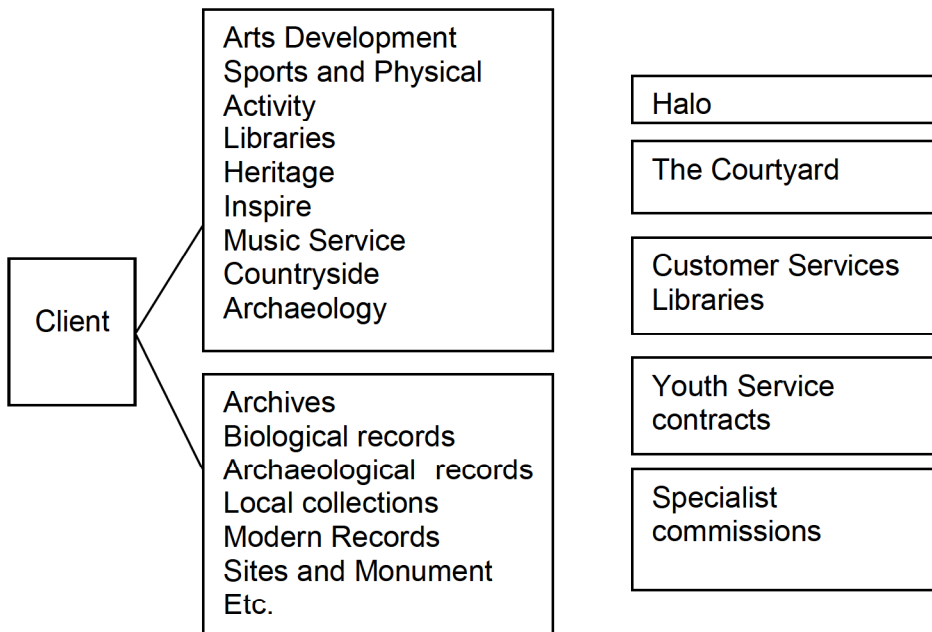 Client
Arts Development
Sports and Physical
Activity
Libraries
Heritage
Inspire
Music Service
Countryside
Archaeology
Archives
Biological records
Archaeological records
Local collections
Modern Records
Sites and Monument
Etc.
Halo
The Courtyard
Customer Services
Libraries
Youth Service
contracts
Specialist
commissions